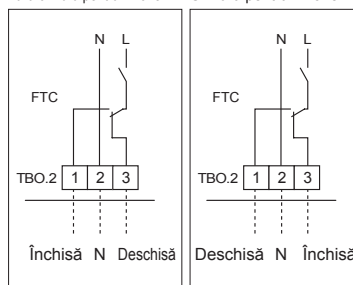 N L
FTC
TBO.2 1 2 3
Închisă N Deschisă
N L
FTC
TBO.2 1 2 3
Deschisă N Închisă